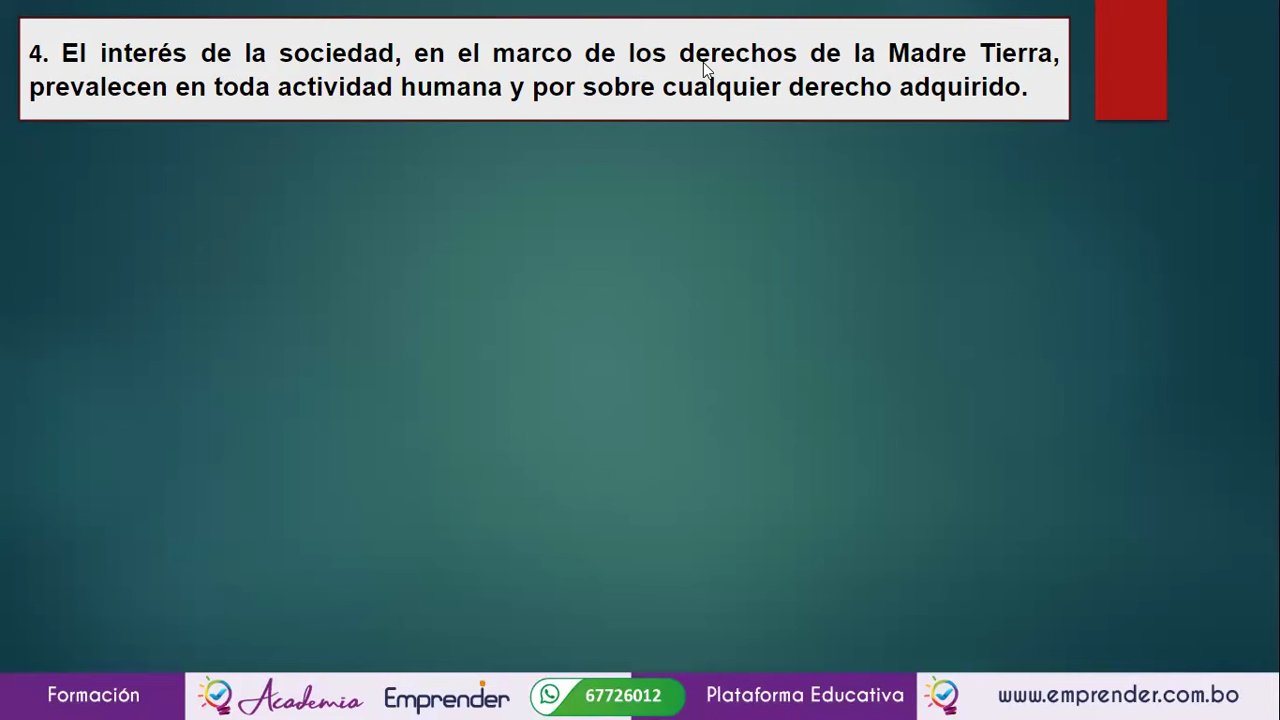 4. El interés de la sociedad, en el marco de los derechos de la Madre Tierra,
prevalecen en toda actividad humana y por sobre cualquier derecho adquirido.
Formación Academia Emprender 67726012 Plataforma Educativa www.emprender.com.bo